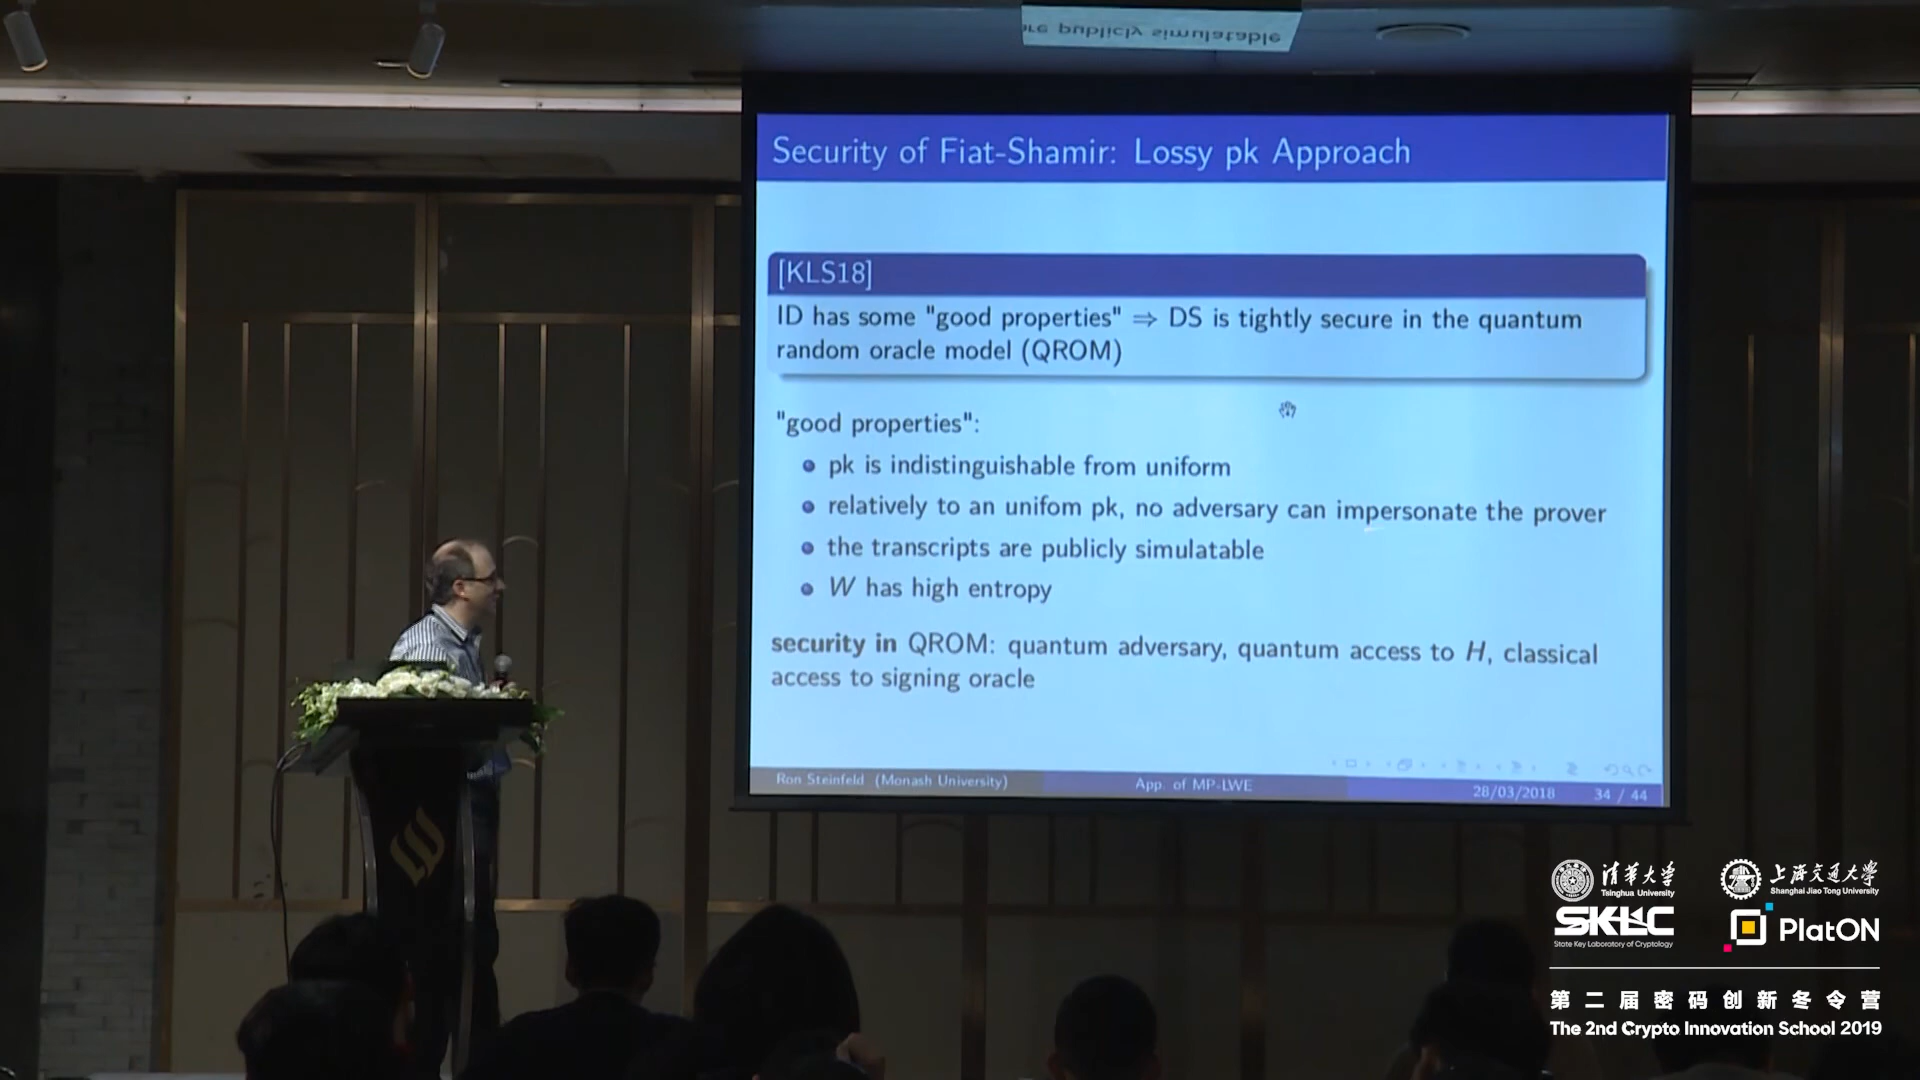 are publicly simulatable
Security of Fiat-Shamir: Lossy pk Approach
[KLS18]
ID has some "good properties" ⇒ DS is tightly secure in the quantum
random oracle model (QROM)
"good properties":
pk is indistinguishable from uniform
relatively to an unifom pk, no adversary can impersonate the prover
the transcripts are publicly simulatable
W has high entropy
security in QROM: quantum adversary, quantum access to H, classical
access to signing oracle
Ron Steinfeld (Monash University)
App. of MP-LWE
28/03/2018
34 / 44
清华大学
Tsinghua University
上海交通大学
Shanghai Jiao Tong University
SKLC
State Key Laboratory of Cryptology
PlatON
第二届密码创新冬令营
The 2nd Crypto Innovation School 2019